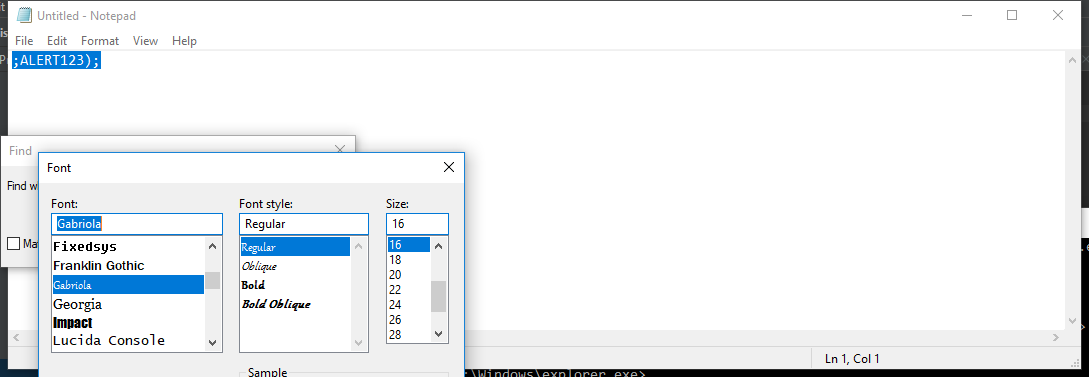 Untitled - Notepad
File Edit Format View Help
;ALERT123);
Find
Find w
Ma
Font
Font: Font style: Size:
Gabriola Regular 16
Fixedsys
Franklin Gothic
Gabriola
Georgia
Impact
Lucida Console
Regular
Oblique
Bold
Bold Oblique
16
18
20
22
24
26
28
Sample
Ln 1, Col 1
:\Windows\explorer.exe>